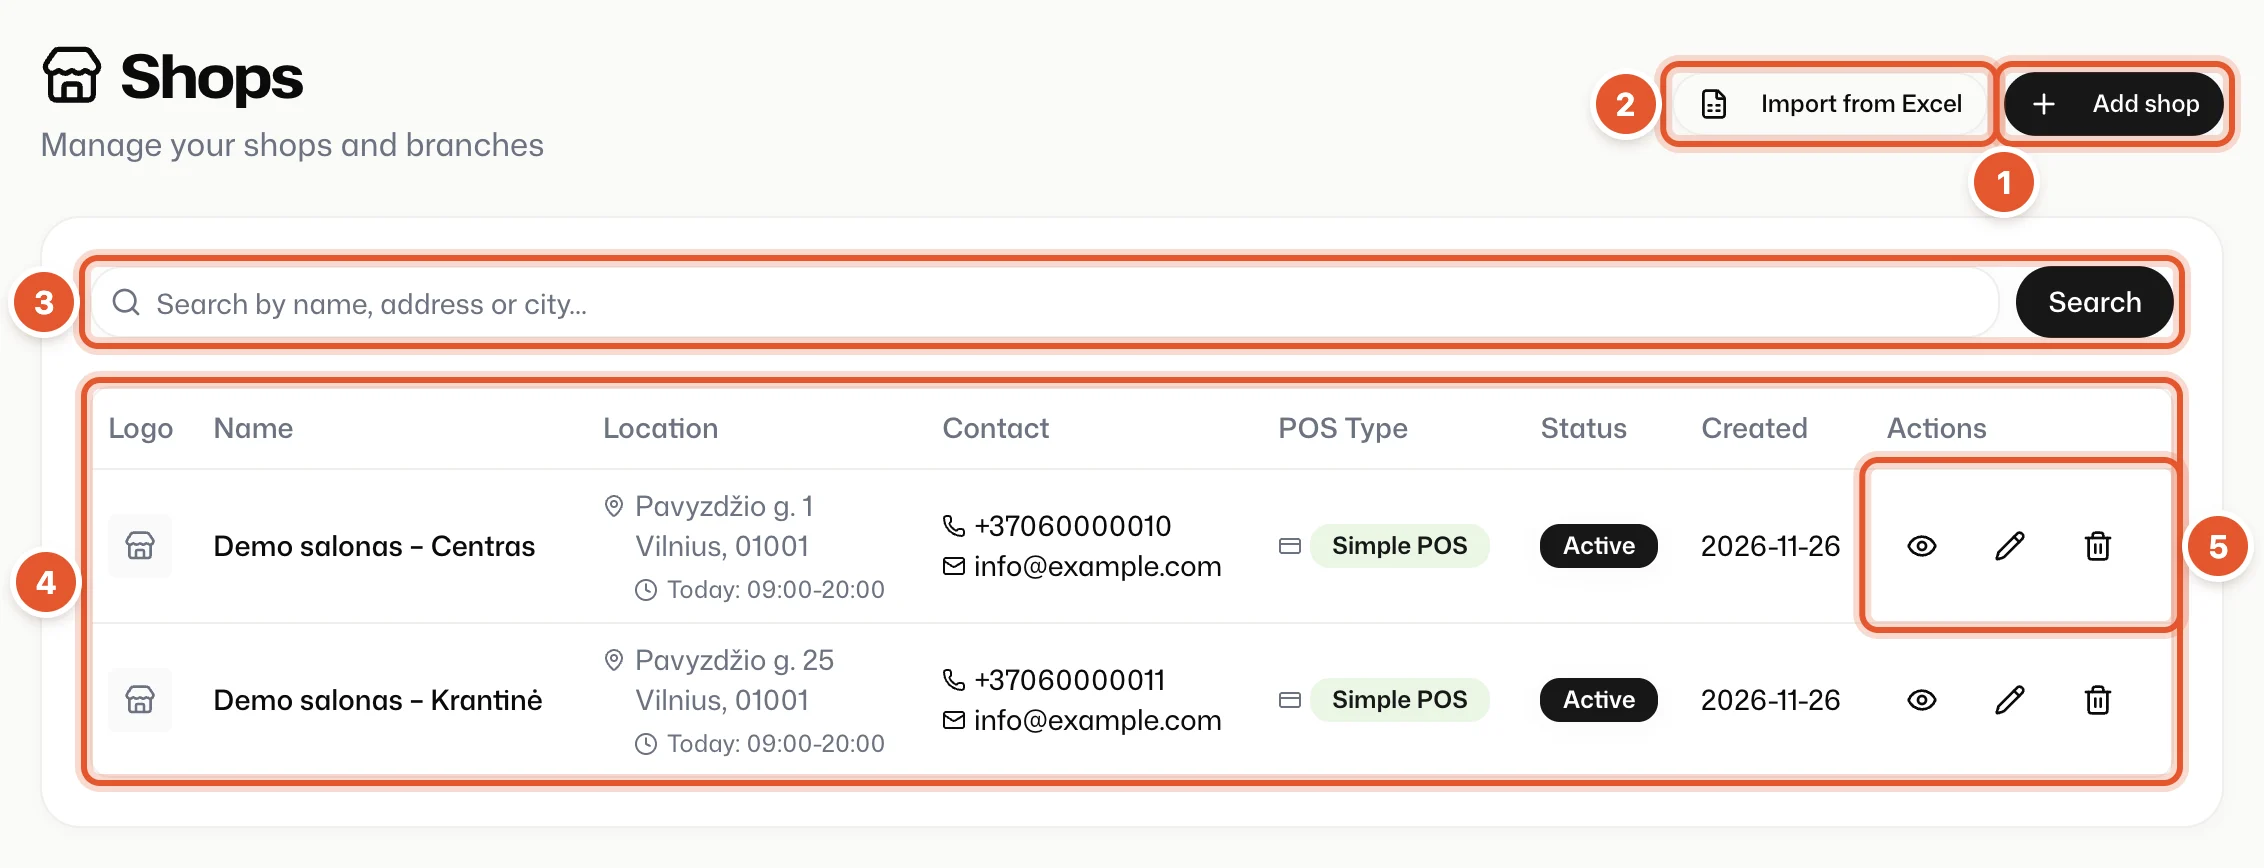 Shops
Manage your shops and branches
2
Import from Excel
Add shop
1
3
Search by name, address or city...
Search
Logo Name Location Contact POS Type Status Created Actions
4
Demo salonas – Centras
Pavyzdžio g. 1
Vilnius, 01001
Today: 09:00-20:00
+37060000010
info@example.com
Simple POS
Active
2026-11-26
5
Demo salonas – Krantinė
Pavyzdžio g. 25
Vilnius, 01001
Today: 09:00-20:00
+37060000011
info@example.com
Simple POS
Active
2026-11-26